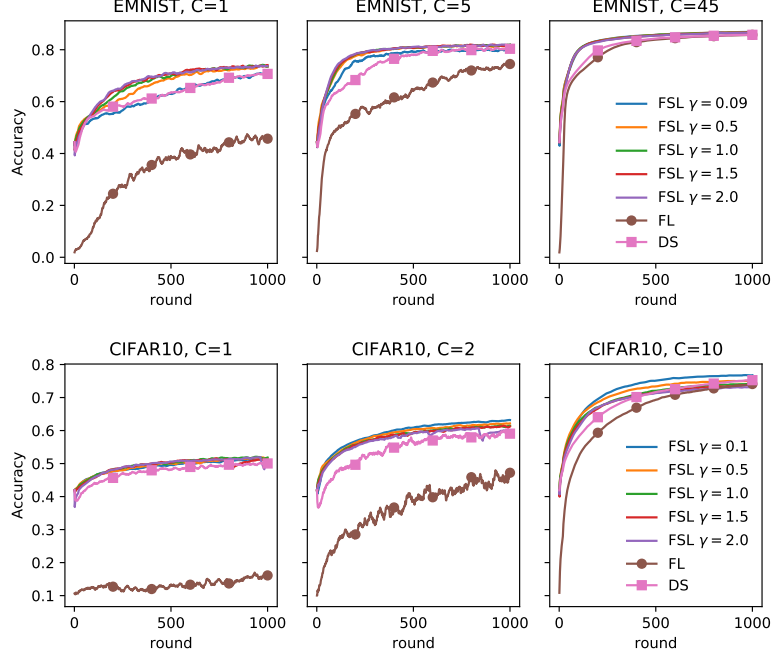 EMNIST, C=1
EMNIST, C=5
EMNIST, C=45
Accuracy
0.8
0.6
0.4
0.2
0.0
0
500
1000
round
0
500
1000
round
0
500
1000
round
FSL γ = 0.09
FSL γ = 0.5
FSL γ = 1.0
FSL γ = 1.5
FSL γ = 2.0
FL
DS
CIFAR10, C=1
CIFAR10, C=2
CIFAR10, C=10
Accuracy
0.8
0.7
0.6
0.5
0.4
0.3
0.2
0.1
0
500
1000
round
0
500
1000
round
0
500
1000
round
FSL γ = 0.1
FSL γ = 0.5
FSL γ = 1.0
FSL γ = 1.5
FSL γ = 2.0
FL
DS